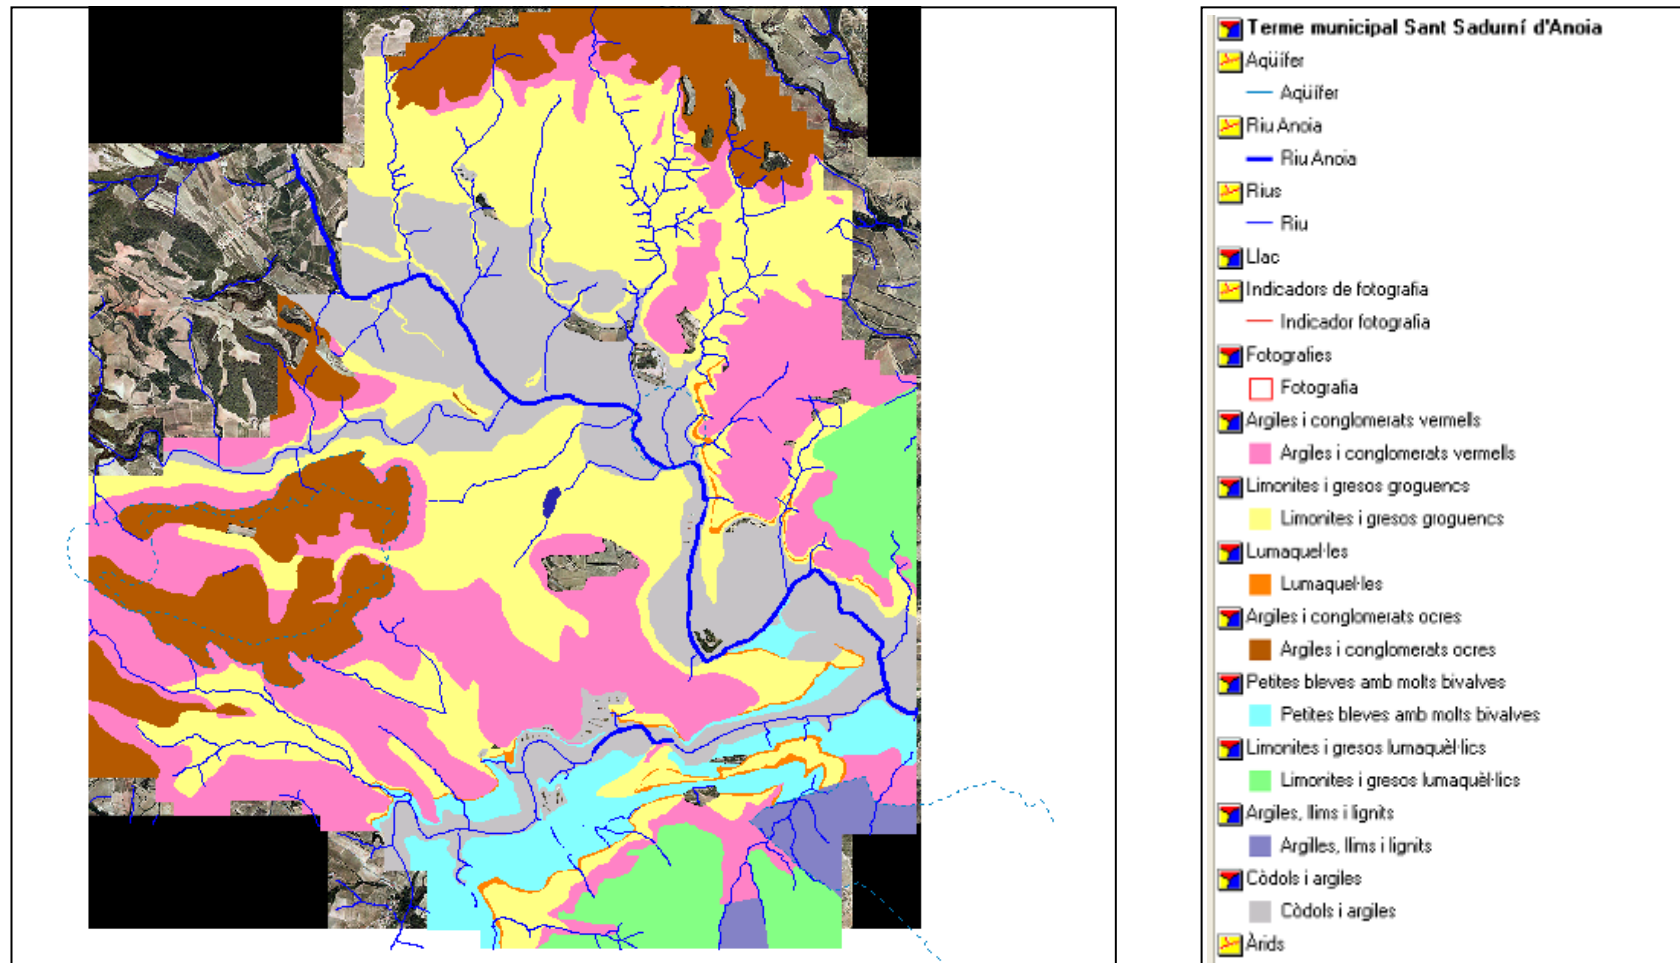 Terme municipal Sant Sadurní d'Anoia
Aqüífer
Aqüífer
Riu Anoia
Riu Anoia
Rius
Riu
Llac
Indicadors de fotografia
Indicador fotografia
Fotografies
Fotografia
Argiles i conglomerats vermells
Argiles i conglomerats vermells
Limonites i gresos groguencs
Limonites i gresos groguencs
Lumaquel·les
Lumaquel·les
Argiles i conglomerats ocres
Argiles i conglomerats ocres
Petites bleves amb molts bivalves
Petites bleves amb molts bivalves
Limonites i gresos lumaquèl·lics
Limonites i gresos lumaquèl·lics
Argiles, llims i lignits
Argilles, llims i lignits
Còdols i argiles
Còdols i argiles
Àrids